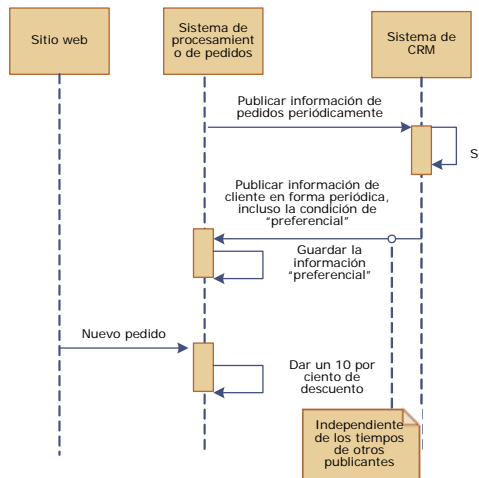 Sitio web
Sistema de
procesamient
o de pedidos
Sistema de
CRM
Publicar información de
pedidos periódicamente
S
Publicar información de
cliente en forma periódica,
incluso la condición de
“preferencial”
Guardar la
información
“preferencial”
Nuevo pedido
Dar un 10 por
ciento de
descuento
Independiente
de los tiempos
de otros
publicantes